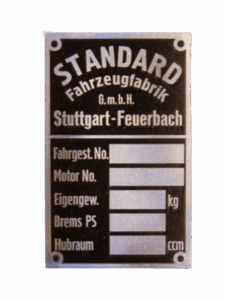 STANDARD
Fahrzeugfabrik
G.m.b.H.
Stuttgart-Feuerbach
Fahrgest. No.
Motor No.
Eigengew. kg
Brems PS
Hubraum ccm